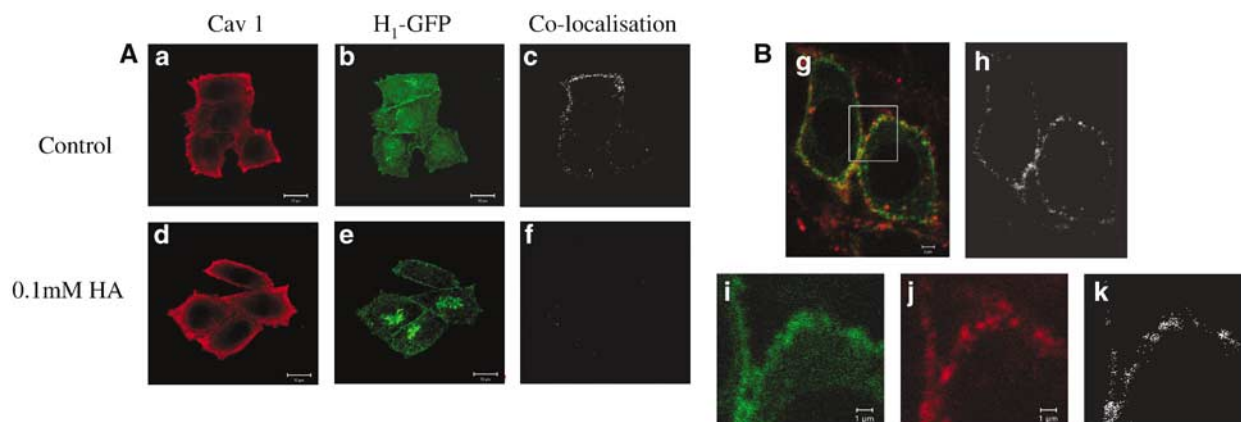 Cav 1 H₁-GFP Co-localisation
A a b c
Control
d e f
0.1mM HA
B g h
i j k
1 µm 1 µm